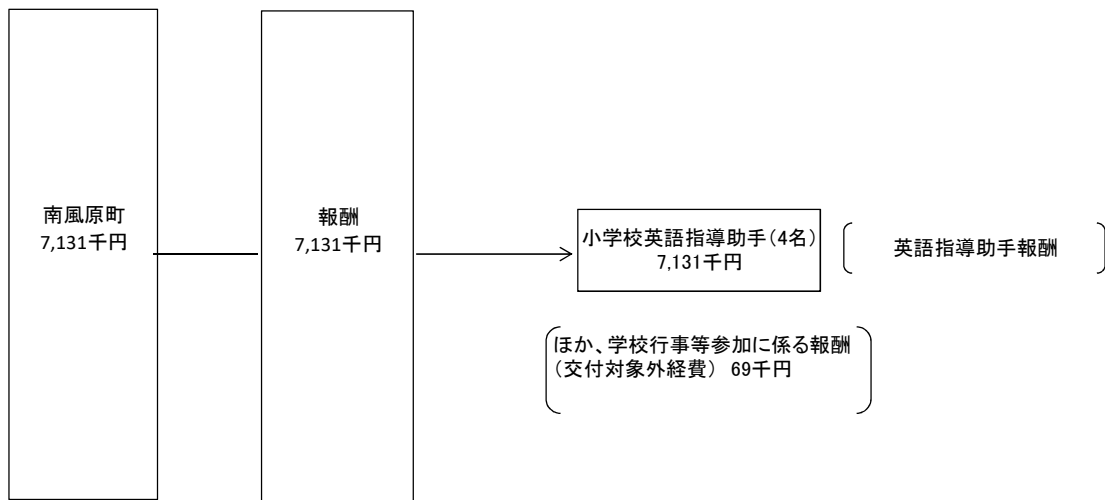 南風原町
7,131千円
報酬
7,131千円
小学校英語指導助手(4名)
7,131千円
英語指導助手報酬
ほか、学校行事等参加に係る報酬
(交付対象外経費) 69千円